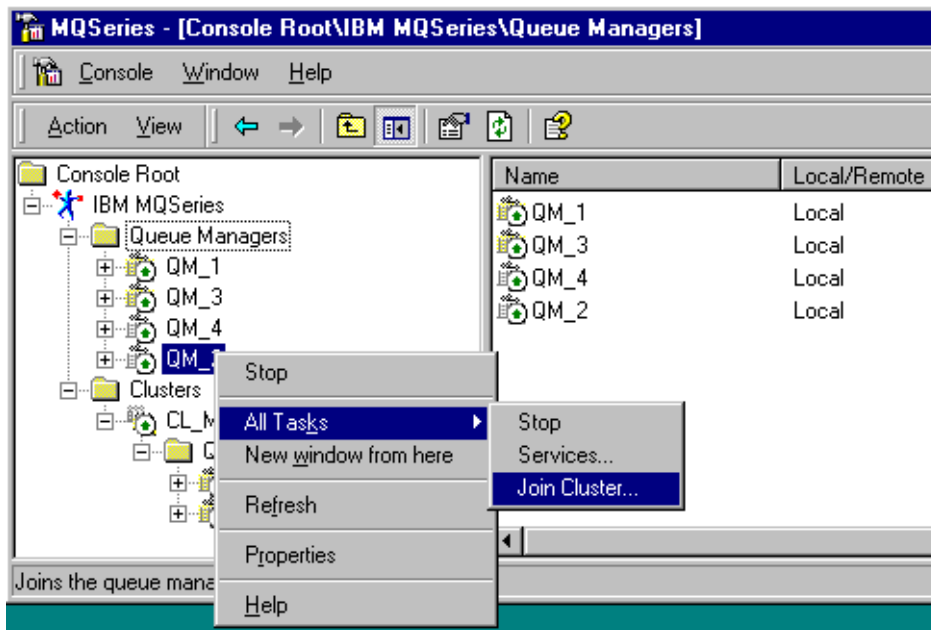 MQSeries - [Console Root\IBM MQSeries\Queue Managers]
Console Window Help
Action View
Console Root
IBM MQSeries
Queue Managers
QM_1
QM_3
QM_4
QM_
Clusters
CL_M
Name Local/Remote
QM_1 Local
QM_3 Local
QM_4 Local
QM_2 Local
Stop
All Tasks
New window from here
Refresh
Properties
Help
Stop
Services...
Join Cluster...
Joins the queue mana